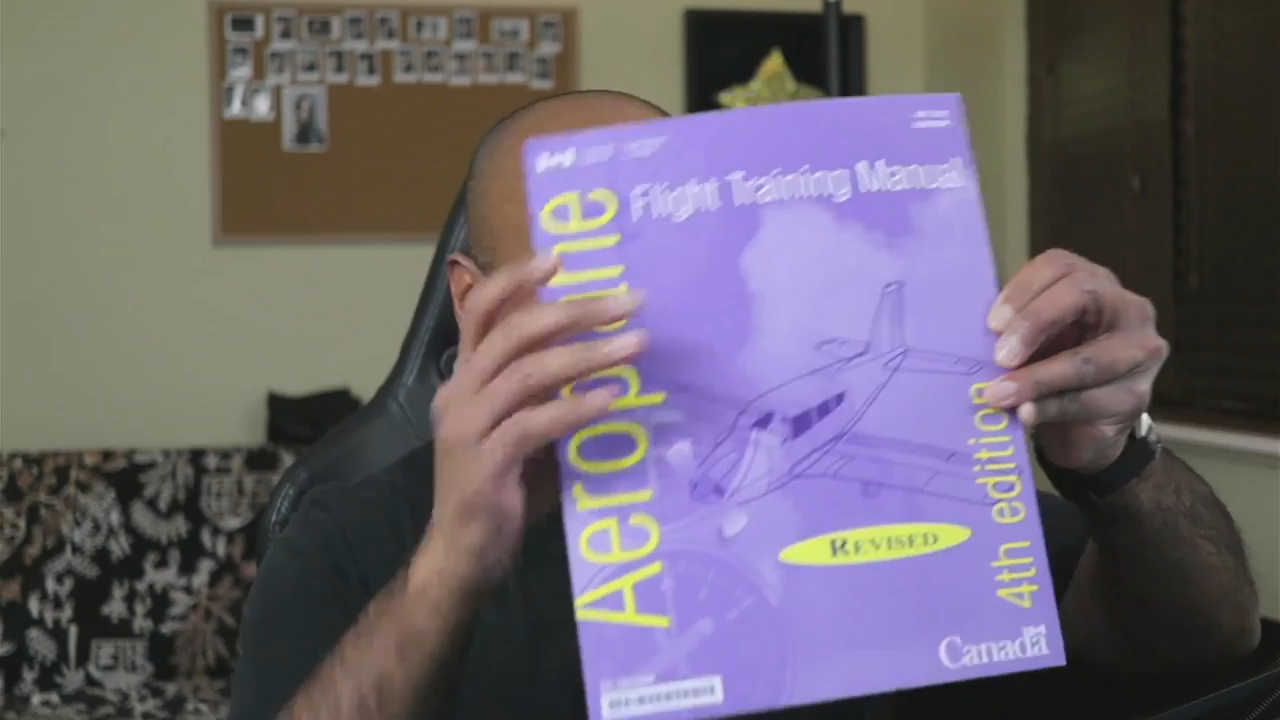 Flight Training Manual
Aeroplane
4th edition
REVISED
Canada